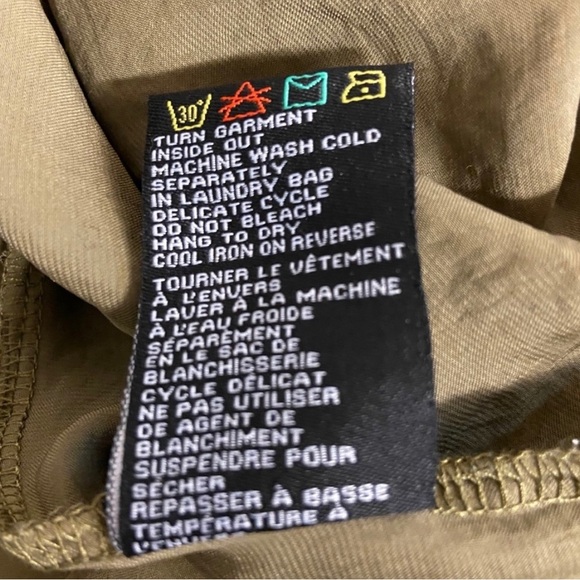 30°
TURN GARMENT
INSIDE OUT
MACHINE WASH COLD
SEPARATELY
IN LAUNDRY BAG
DELICATE CYCLE
DO NOT BLEACH
HANG TO DRY
COOL IRON ON REVERSE
TOURNER LE VÊTEMENT
À L'ENVERS
LAVER À LA MACHINE
À L'EAU FROIDE
SÉPARÉMENT
EN LE SAC DE
BLANCHISSERIE
CYCLE DÉLICAT
NE PAS UTILISER
DE AGENT DE
BLANCHIMENT
SUSPENDRE POUR
SÉCHER
REPASSER À BASSE
TEMPÉRATURE À
L'ENVERS